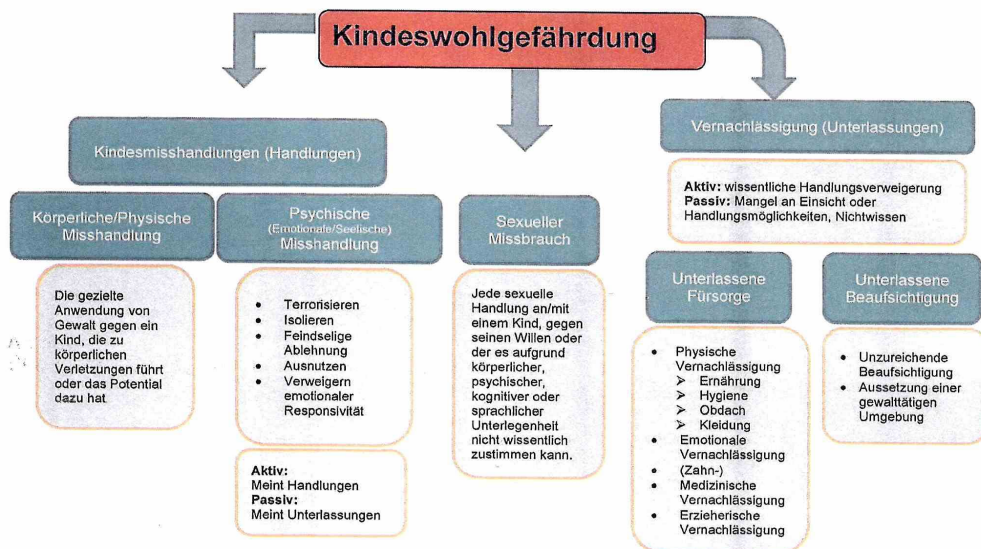 Kindeswohlgefährdung
Kindesmisshandlungen (Handlungen)
Körperliche/Physische
Misshandlung
Die gezielte
Anwendung von
Gewalt gegen ein
Kind, die zu
körperlichen
Verletzungen führt
oder das Potential
dazu hat
Psychische
(Emotionale/Seelische)
Misshandlung
• Terrorisieren
• Isolieren
• Feindselige
Ablehnung
• Ausnutzen
• Verweigern
emotionaler
Responsivität
Aktiv:
Meint Handlungen
Passiv:
Meint Unterlassungen
Sexueller
Missbrauch
Jede sexuelle
Handlung an/mit
einem Kind, gegen
seinen Willen oder
der es aufgrund
körperlicher,
psychischer,
kognitiver oder
sprachlicher
Unterlegenheit
nicht wissentlich
zustimmen kann.
Vernachlässigung (Unterlassungen)
Aktiv: wissentliche Handlungsverweigerung
Passiv: Mangel an Einsicht oder
Handlungsmöglichkeiten, Nichtwissen
Unterlassene
Fürsorge
• Physische
Vernachlässigung
➢ Ernährung
➢ Hygiene
➢ Obdach
➢ Kleidung
• Emotionale
Vernachlässigung
• (Zahn-)
• Medizinische
Vernachlässigung
• Erzieherische
Vernachlässigung
Unterlassene
Beaufsichtigung
• Unzureichende
Beaufsichtigung
• Aussetzung einer
gewalttätigen
Umgebung